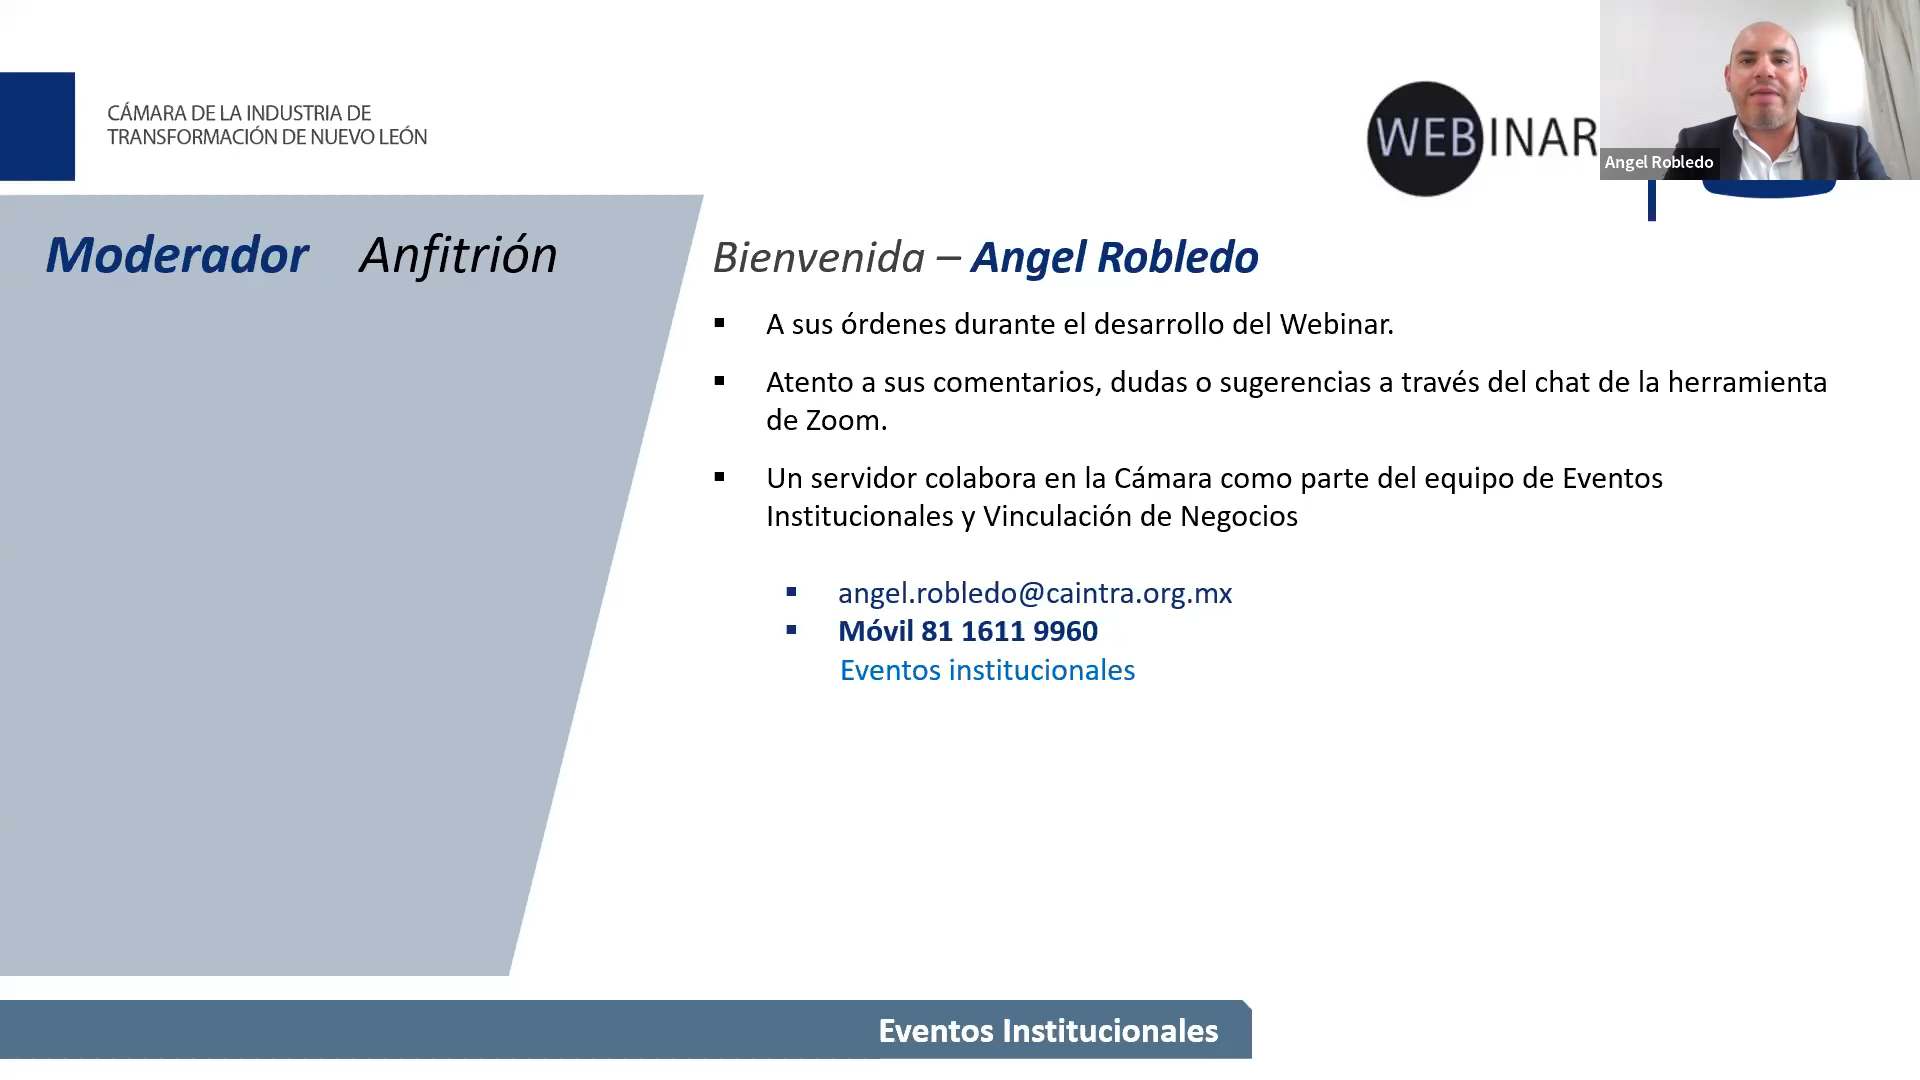 CÁMARA DE LA INDUSTRIA DE
TRANSFORMACIÓN DE NUEVO LEÓN
WEBINAR
Angel Robledo
Moderador Anfitrión
Bienvenida – Angel Robledo
▪ A sus órdenes durante el desarrollo del Webinar.
▪ Atento a sus comentarios, dudas o sugerencias a través del chat de la herramienta
de Zoom.
▪ Un servidor colabora en la Cámara como parte del equipo de Eventos
Institucionales y Vinculación de Negocios
▪ angel.robledo@caintra.org.mx
▪ Móvil 81 1611 9960
Eventos institucionales
Eventos Institucionales